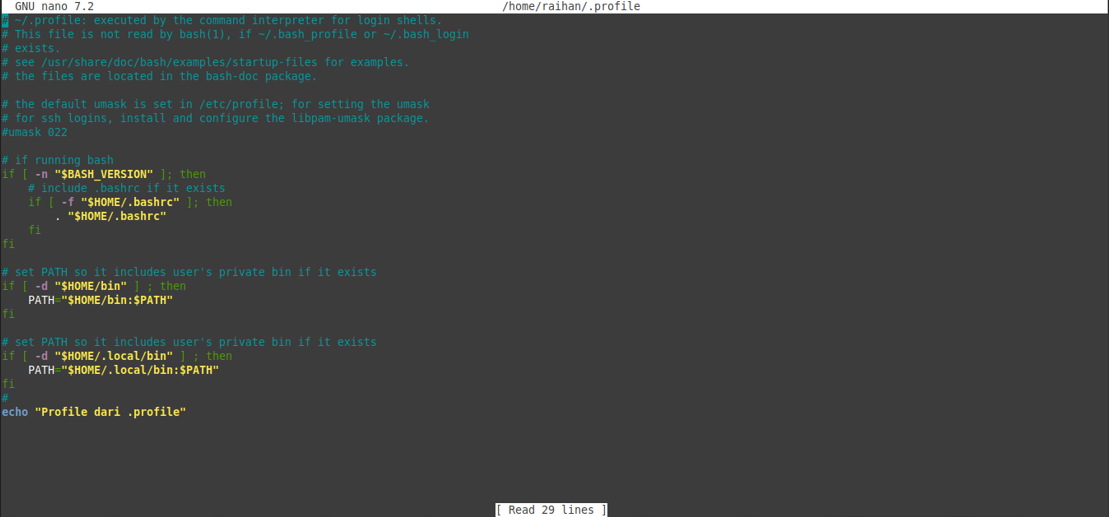 GNU nano 7.2 /home/raihan/.profile
# ~/.profile: executed by the command interpreter for login shells.
# This file is not read by bash(1), if ~/.bash_profile or ~/.bash_login
# exists.
# see /usr/share/doc/bash/examples/startup-files for examples.
# the files are located in the bash-doc package.

# the default umask is set in /etc/profile; for setting the umask
# for ssh logins, install and configure the libpam-umask package.
#umask 022

# if running bash
if [ -n "$BASH_VERSION" ]; then
    # include .bashrc if it exists
    if [ -f "$HOME/.bashrc" ]; then
        . "$HOME/.bashrc"
    fi
fi

# set PATH so it includes user's private bin if it exists
if [ -d "$HOME/bin" ] ; then
    PATH="$HOME/bin:$PATH"
fi

# set PATH so it includes user's private bin if it exists
if [ -d "$HOME/.local/bin" ] ; then
    PATH="$HOME/.local/bin:$PATH"
fi
#
echo "Profile dari .profile"
[ Read 29 lines ]